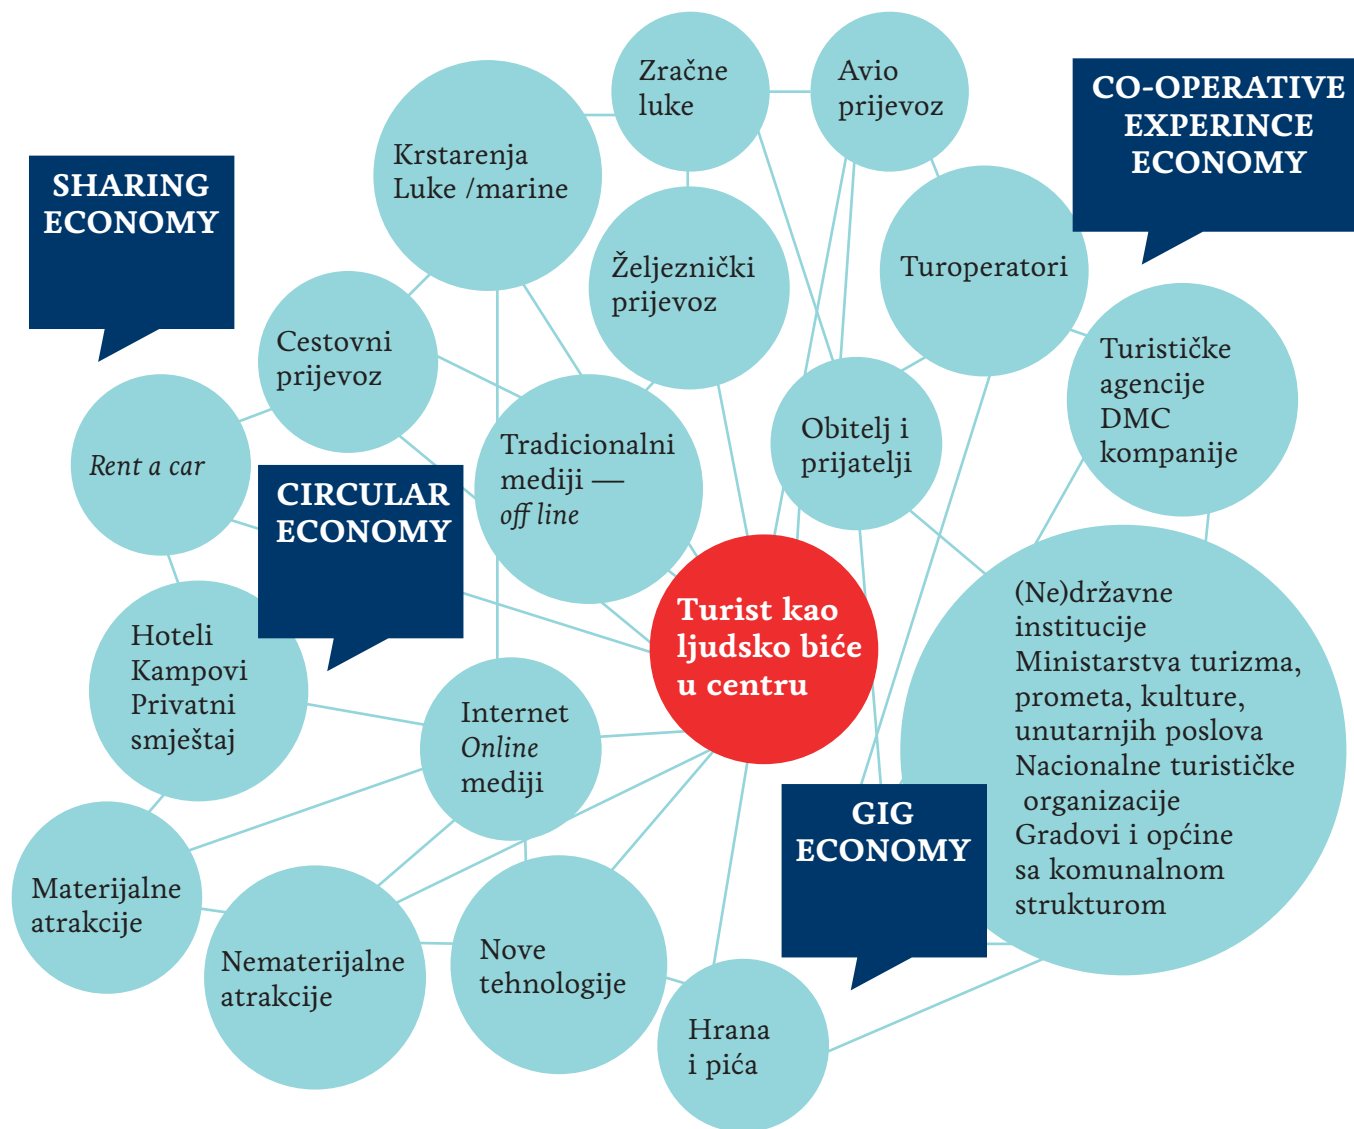 Zračne
luke
Avio
prijevoz
CO-OPERATIVE
EXPERINCE
ECONOMY
Krstarenja
Luke /marine
SHARING
ECONOMY
Željeznički
prijevoz
Turoperatori
Cestovni
prijevoz
Turističke
agencije
DMC
kompanije
Rent a car
Tradicionalni
mediji —
off line
Obitelj i
prijatelji
CIRCULAR
ECONOMY
Turist kao
ljudsko biće
u centru
(Ne)državne
institucije
Ministarstva turizma,
prometa, kulture,
unutarnjih poslova
Nacionalne turističke
organizacije
Gradovi i općine
sa komunalnom
strukturom
Hoteli
Kampovi
Privatni
smještaj
Internet
Online
mediji
GIG
ECONOMY
Materijalne
atrakcije
Nematerijalne
atrakcije
Nove
tehnologije
Hrana
i pića